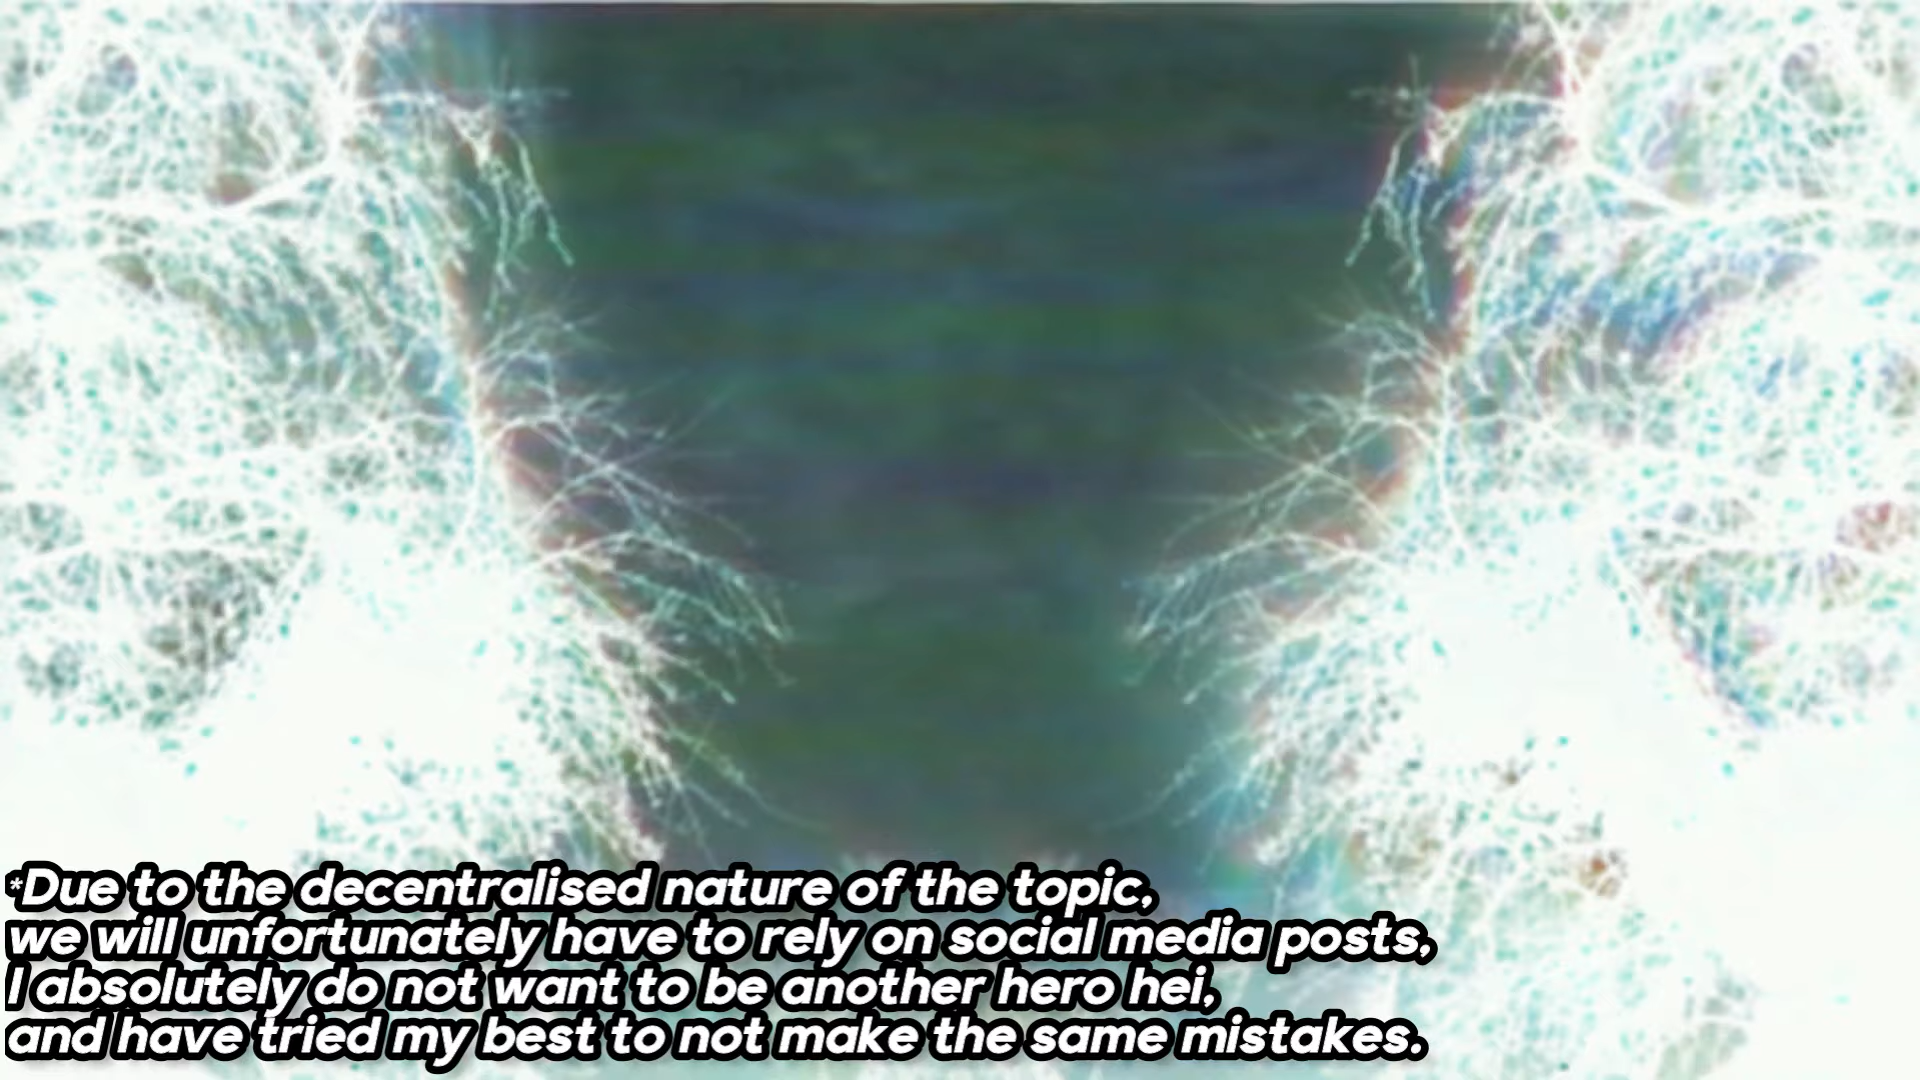 *Due to the decentralised nature of the topic,
we will unfortunately have to rely on social media posts,
I absolutely do not want to be another hero hei,
and have tried my best to not make the same mistakes.